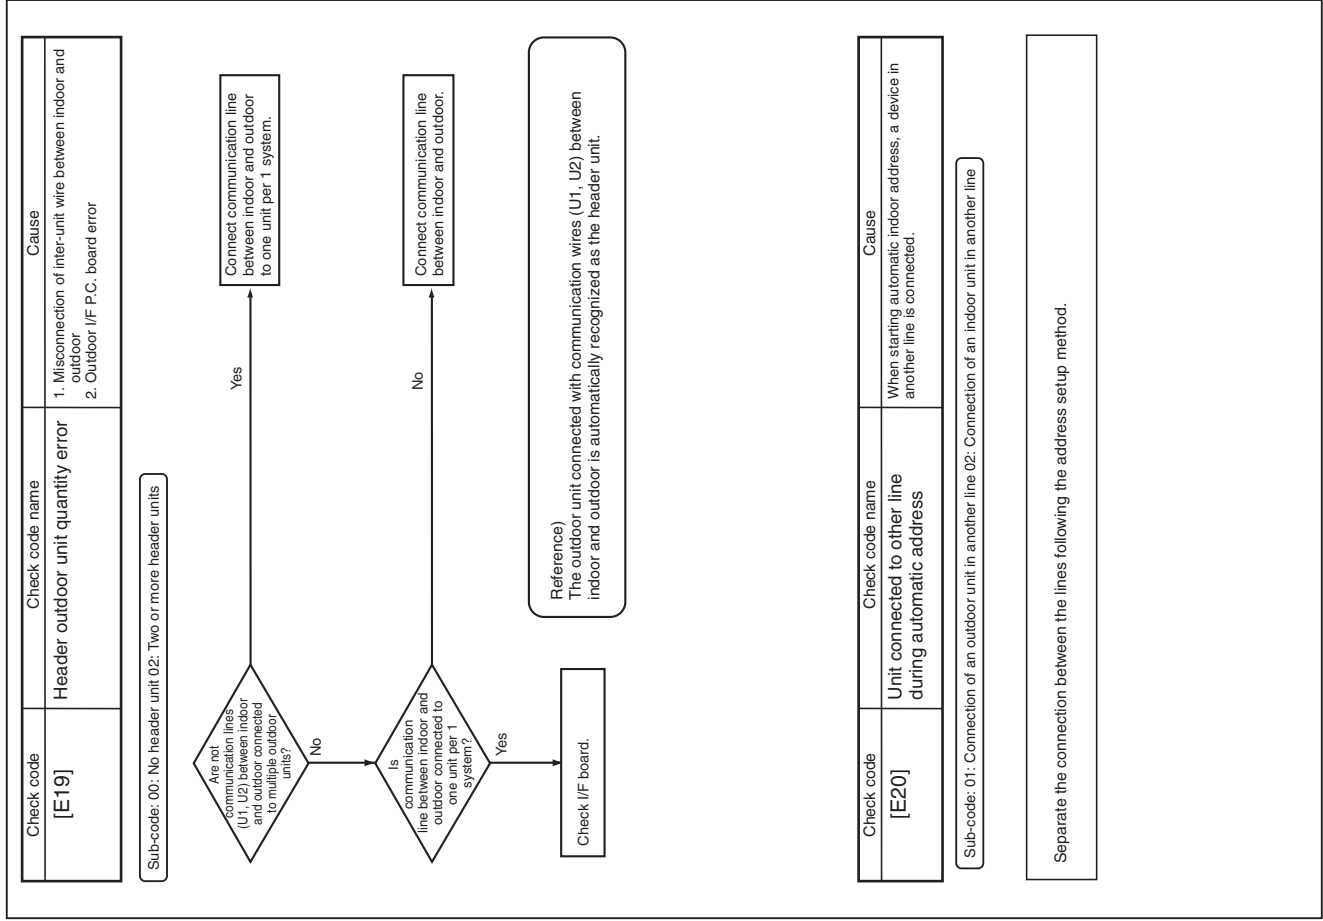 Check code
Check code name
Cause
[E19]
Header outdoor unit quantity error
1. Misconnection of inter-unit wire between indoor and
outdoor
2. Outdoor I/F P.C. board error
Sub-code: 00: No header unit 02: Two or more header units
Are not
communication lines
(U1, U2) between indoor
and outdoor connected
to multiple outdoor
units?
Yes
Connect communication line
between indoor and outdoor
to one unit per 1 system.
No
Is
communication
line between indoor and
outdoor connected to
one unit per 1
system?
No
Connect communication line
between indoor and outdoor.
Yes
Check I/F board.
Reference)
The outdoor unit connected with communication wires (U1, U2) between
indoor and outdoor is automatically recognized as the header unit.
Check code
Check code name
Cause
[E20]
Unit connected to other line
during automatic address
When starting automatic indoor address, a device in
another line is connected.
Sub-code: 01: Connection of an outdoor unit in another line 02: Connection of an indoor unit in another line
Separate the connection between the lines following the address setup method.